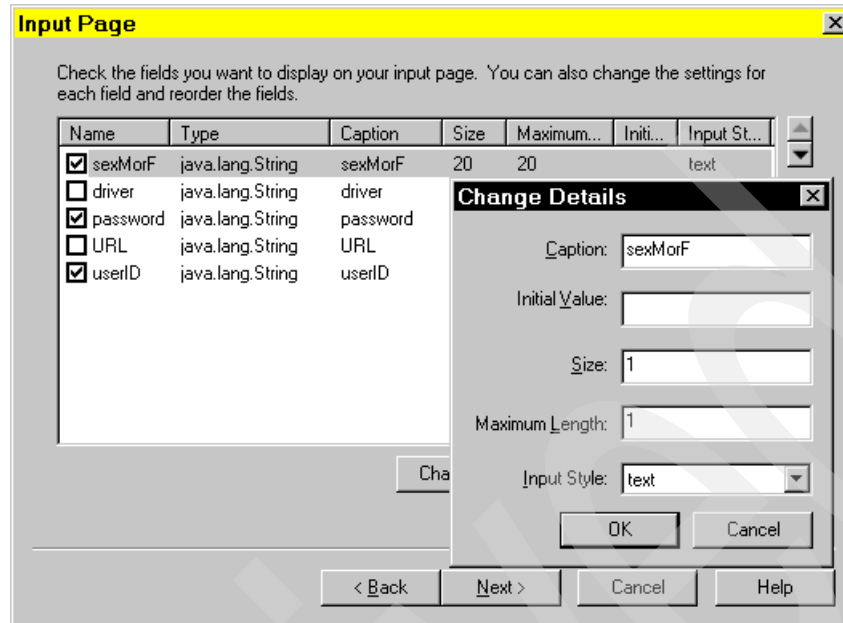 Input Page
Check the fields you want to display on your input page. You can also change the settings for
each field and reorder the fields.
Name Type Caption Size Maximum... Initi... Input St...
sexMorF java.lang.String sexMorF 20 20 text
driver java.lang.String driver
password java.lang.String password
URL java.lang.String URL
userID java.lang.String userID
Cha
Change Details
Caption: sexMorF
Initial Value:
Size: 1
Maximum Length: 1
Input Style: text
OK Cancel
< Back Next > Cancel Help